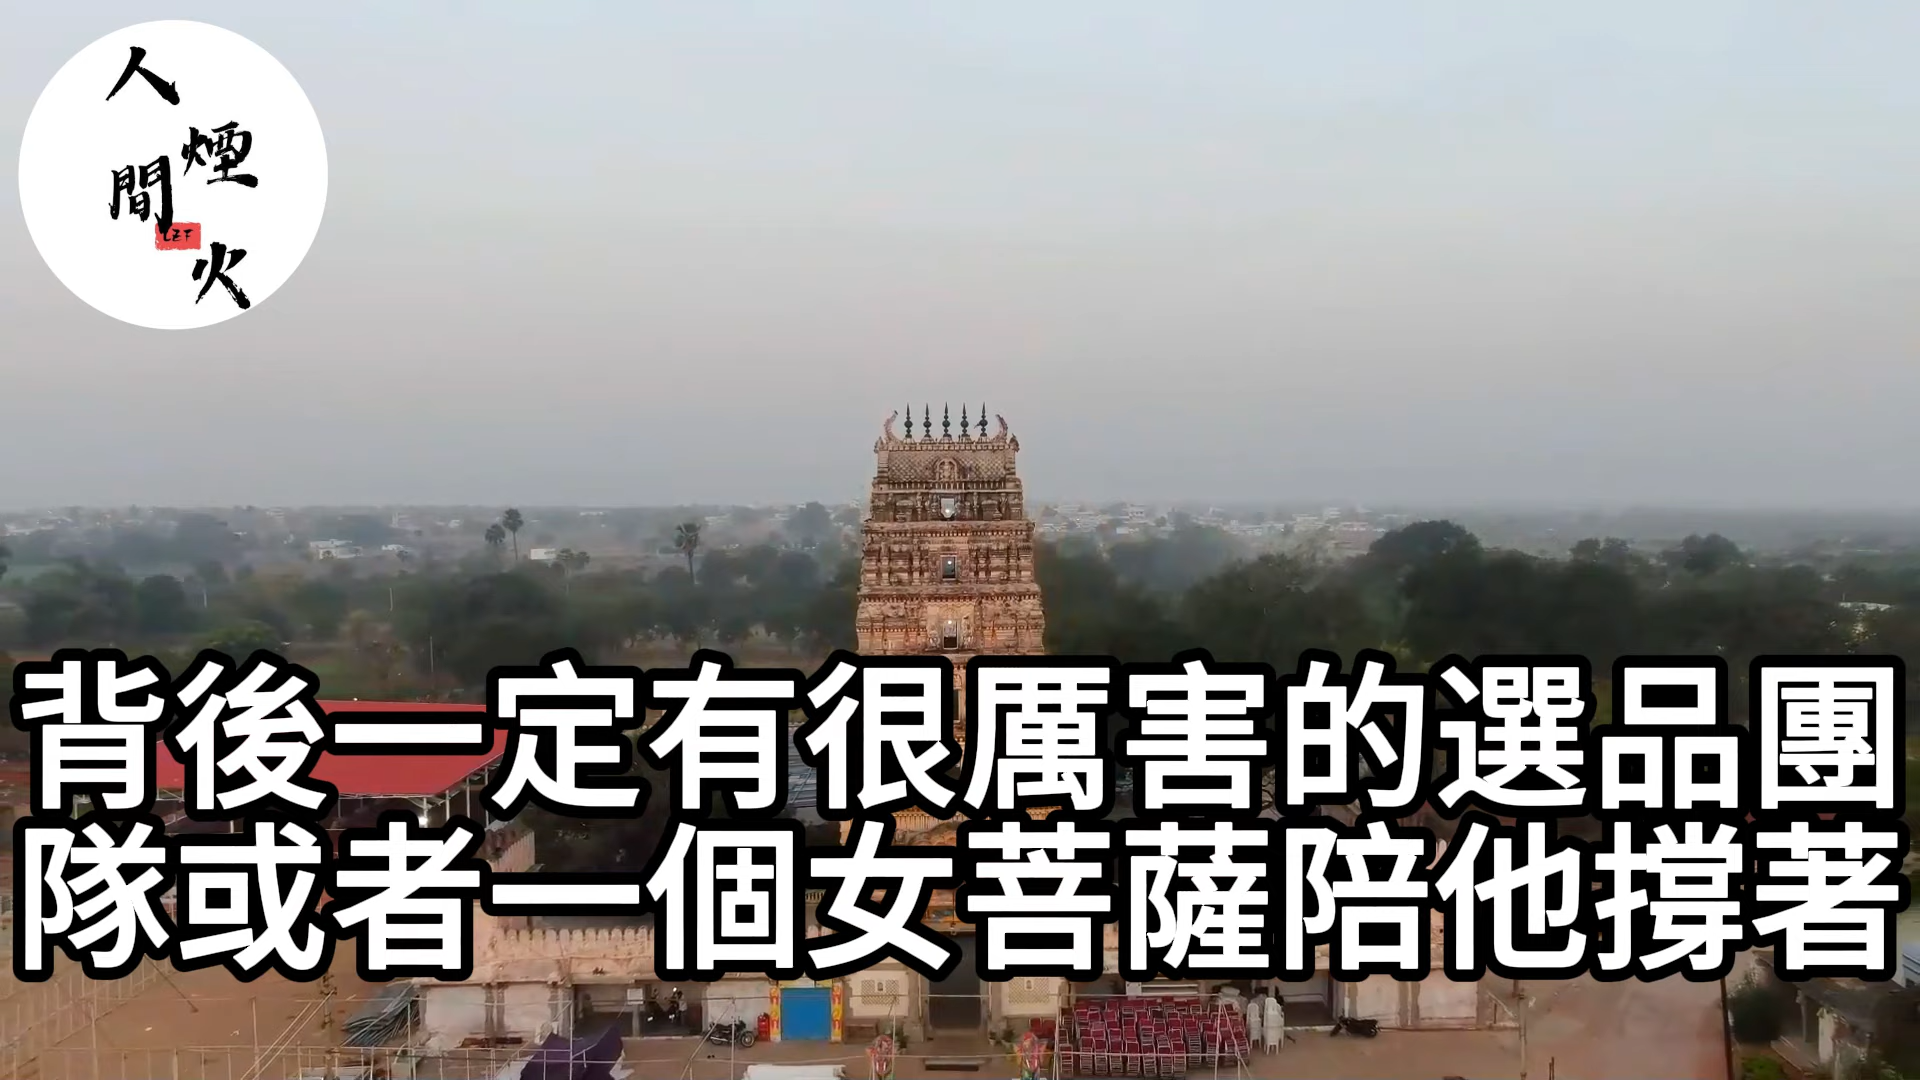 人間煙火
LZF
背後一定有很厲害的選品團
隊或者一個女菩薩陪他撐著